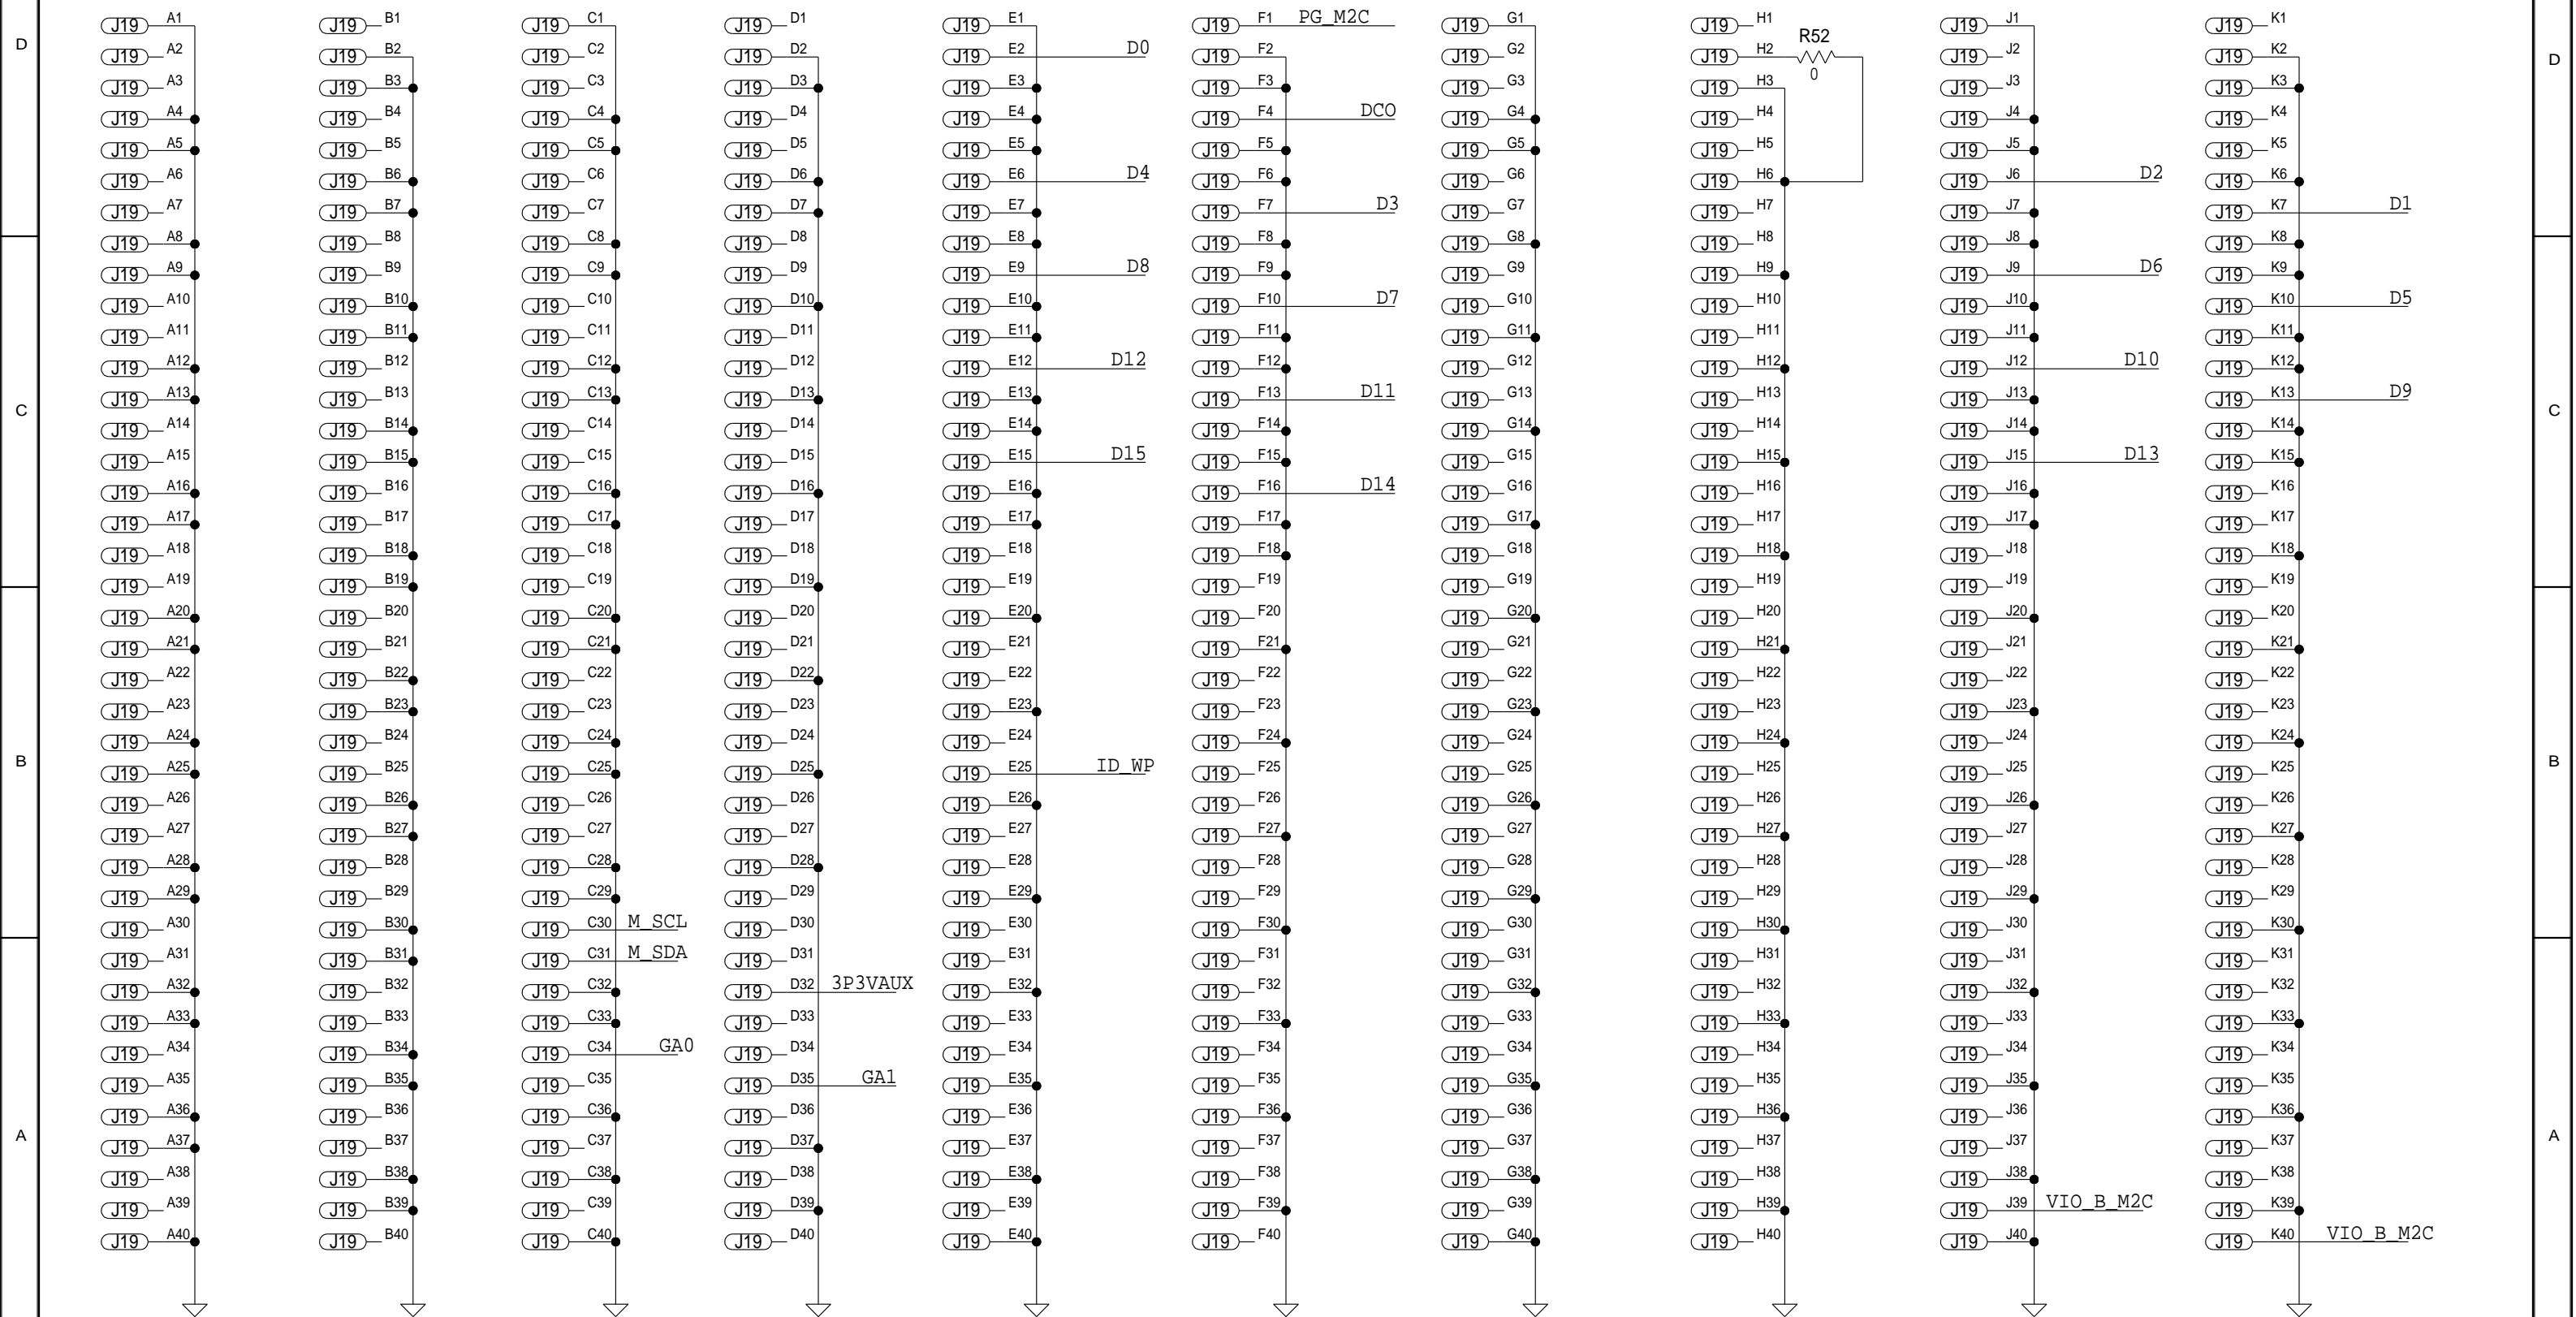 J19 A1 J19 B1 J19 C1 J19 D1 J19 E1 J19 F1 PG_M2C J19 G1 J19 H1 J19 J1 J19 K1
R52
D J19 A2 J19 B2 J19 C2 J19 D2 J19 E2 D0 J19 F2 J19 G2 J19 H2 J19 J2 J19 K2 D
0
J19 A3 J19 B3 J19 C3 J19 D3 J19 E3 J19 F3 J19 G3 J19 H3 J19 J3 J19 K3
J19 A4 J19 B4 J19 C4 J19 D4 J19 E4 J19 F4 DCO J19 G4 J19 H4 J19 J4 J19 K4
J19 A5 J19 B5 J19 C5 J19 D5 J19 E5 J19 F5 J19 G5 J19 H5 J19 J5 J19 K5
J19 A6 J19 B6 J19 C6 J19 D6 J19 E6 D4 J19 F6 J19 G6 J19 H6 J19 J6 D2 J19 K6
J19 A7 J19 B7 J19 C7 J19 D7 J19 E7 J19 F7 D3 J19 G7 J19 H7 J19 J7 J19 K7 D1
J19 A8 J19 B8 J19 C8 J19 D8 J19 E8 J19 F8 J19 G8 J19 H8 J19 J8 J19 K8
J19 A9 J19 B9 J19 C9 J19 D9 J19 E9 D8 J19 F9 J19 G9 J19 H9 J19 J9 D6 J19 K9
J19 A10 J19 B10 J19 C10 J19 D10 J19 E10 J19 F10 D7 J19 G10 J19 H10 J19 J10 J19 K10 D5
J19 A11 J19 B11 J19 C11 J19 D11 J19 E11 J19 F11 J19 G11 J19 H11 J19 J11 J19 K11
J19 A12 J19 B12 J19 C12 J19 D12 J19 E12 D12 J19 F12 J19 G12 J19 H12 J19 J12 D10 J19 K12
C J19 A13 J19 B13 J19 C13 J19 D13 J19 E13 J19 F13 D11 J19 G13 J19 H13 J19 J13 J19 K13 D9 C
J19 A14 J19 B14 J19 C14 J19 D14 J19 E14 J19 F14 J19 G14 J19 H14 J19 J14 J19 K14
J19 A15 J19 B15 J19 C15 J19 D15 J19 E15 D15 J19 F15 J19 G15 J19 H15 J19 J15 D13 J19 K15
J19 A16 J19 B16 J19 C16 J19 D16 J19 E16 J19 F16 D14 J19 G16 J19 H16 J19 J16 J19 K16
J19 A17 J19 B17 J19 C17 J19 D17 J19 E17 J19 F17 J19 G17 J19 H17 J19 J17 J19 K17
J19 A18 J19 B18 J19 C18 J19 D18 J19 E18 J19 F18 J19 G18 J19 H18 J19 J18 J19 K18
J19 A19 J19 B19 J19 C19 J19 D19 J19 E19 J19 F19 J19 G19 J19 H19 J19 J19 J19 K19
J19 A20 J19 B20 J19 C20 J19 D20 J19 E20 J19 F20 J19 G20 J19 H20 J19 J20 J19 K20
J19 A21 J19 B21 J19 C21 J19 D21 J19 E21 J19 F21 J19 G21 J19 H21 J19 J21 J19 K21
J19 A22 J19 B22 J19 C22 J19 D22 J19 E22 J19 F22 J19 G22 J19 H22 J19 J22 J19 K22
J19 A23 J19 B23 J19 C23 J19 D23 J19 E23 J19 F23 J19 G23 J19 H23 J19 J23 J19 K23
J19 A24 J19 B24 J19 C24 J19 D24 J19 E24 J19 F24 J19 G24 J19 H24 J19 J24 J19 K24
B J19 A25 J19 B25 J19 C25 J19 D25 J19 E25 ID_WP J19 F25 J19 G25 J19 H25 J19 J25 J19 K25 B
J19 A26 J19 B26 J19 C26 J19 D26 J19 E26 J19 F26 J19 G26 J19 H26 J19 J26 J19 K26
J19 A27 J19 B27 J19 C27 J19 D27 J19 E27 J19 F27 J19 G27 J19 H27 J19 J27 J19 K27
J19 A28 J19 B28 J19 C28 J19 D28 J19 E28 J19 F28 J19 G28 J19 H28 J19 J28 J19 K28
J19 A29 J19 B29 J19 C29 J19 D29 J19 E29 J19 F29 J19 G29 J19 H29 J19 J29 J19 K29
J19 A30 J19 B30 J19 C30 M_SCL J19 D30 J19 E30 J19 F30 J19 G30 J19 H30 J19 J30 J19 K30
J19 A31 J19 B31 J19 C31 M_SDA J19 D31 J19 E31 J19 F31 J19 G31 J19 H31 J19 J31 J19 K31
J19 A32 J19 B32 J19 C32 J19 D32 3P3VAUX J19 E32 J19 F32 J19 G32 J19 H32 J19 J32 J19 K32
J19 A33 J19 B33 J19 C33 J19 D33 J19 E33 J19 F33 J19 G33 J19 H33 J19 J33 J19 K33
J19 A34 J19 B34 J19 C34 GA0 J19 D34 J19 E34 J19 F34 J19 G34 J19 H34 J19 J34 J19 K34
J19 A35 J19 B35 J19 C35 J19 D35 GA1 J19 E35 J19 F35 J19 G35 J19 H35 J19 J35 J19 K35
J19 A36 J19 B36 J19 C36 J19 D36 J19 E36 J19 F36 J19 G36 J19 H36 J19 J36 J19 K36
A J19 A37 J19 B37 J19 C37 J19 D37 J19 E37 J19 F37 J19 G37 J19 H37 J19 J37 J19 K37 A
J19 A38 J19 B38 J19 C38 J19 D38 J19 E38 J19 F38 J19 G38 J19 H38 J19 J38 J19 K38
J19 A39 J19 B39 J19 C39 J19 D39 J19 E39 J19 F39 J19 G39 J19 H39 J19 J39 VIO_B_M2C J19 K39
J19 A40 J19 B40 J19 C40 J19 D40 J19 E40 J19 F40 J19 G40 J19 H40 J19 J40 J19 K40 VIO_B_M2C